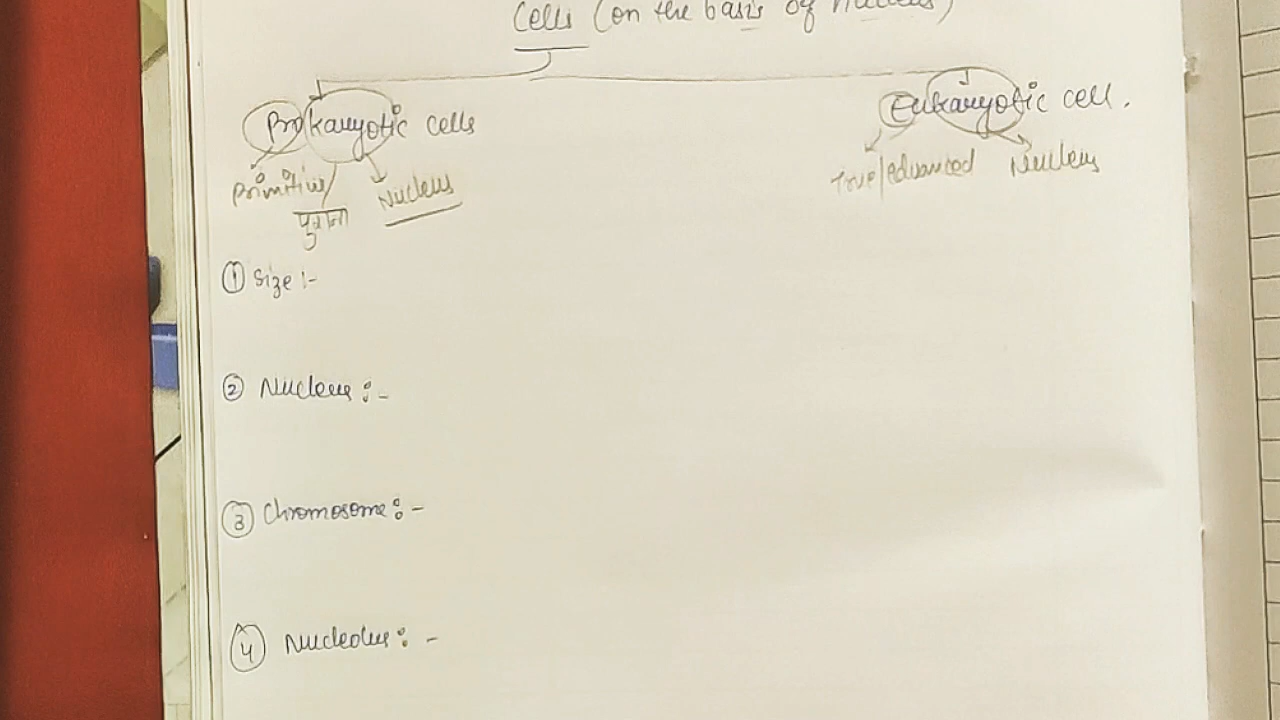 Cells (on the basis of nucleus)
Prokaryotic cells
Eukaryotic cell.
Primitive/
पुराना
Nucleus
True/advanced
Nucleus
① Size :-
② Nucleus :-
③ Chromosome :-
④ Nucleolus :-